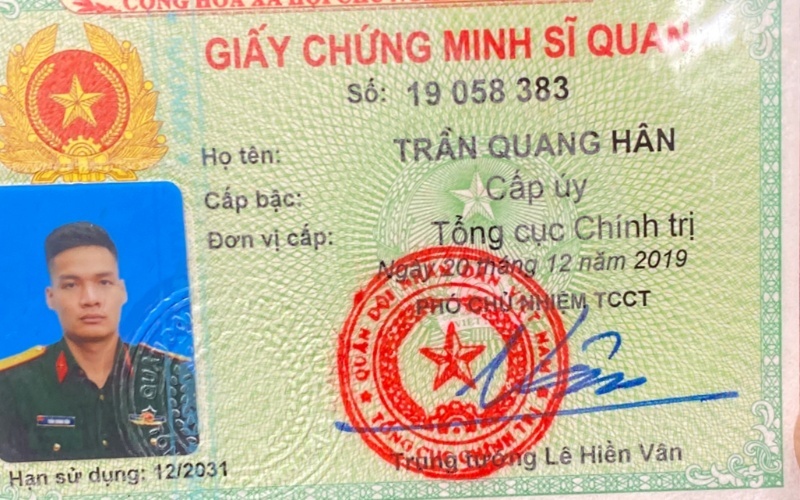 CỘNG HÒA XÃ HỘI CHỦ
GIẤY CHỨNG MINH SĨ QUAN
Số: 19 058 383
Họ tên: TRẦN QUANG HÂN
Cấp bậc: Cấp úy
Đơn vị cấp: Tổng cục Chính trị
Ngày 20 tháng 12 năm 2019
PHÓ CHỦ NHIỆM TCCT
QUÂN ĐỘI NHÂN DÂN VIỆT NAM
TỔNG CỤC CHÍNH TRỊ
Trung tướng Lê Hiền Vân
Hạn sử dụng: 12/2031